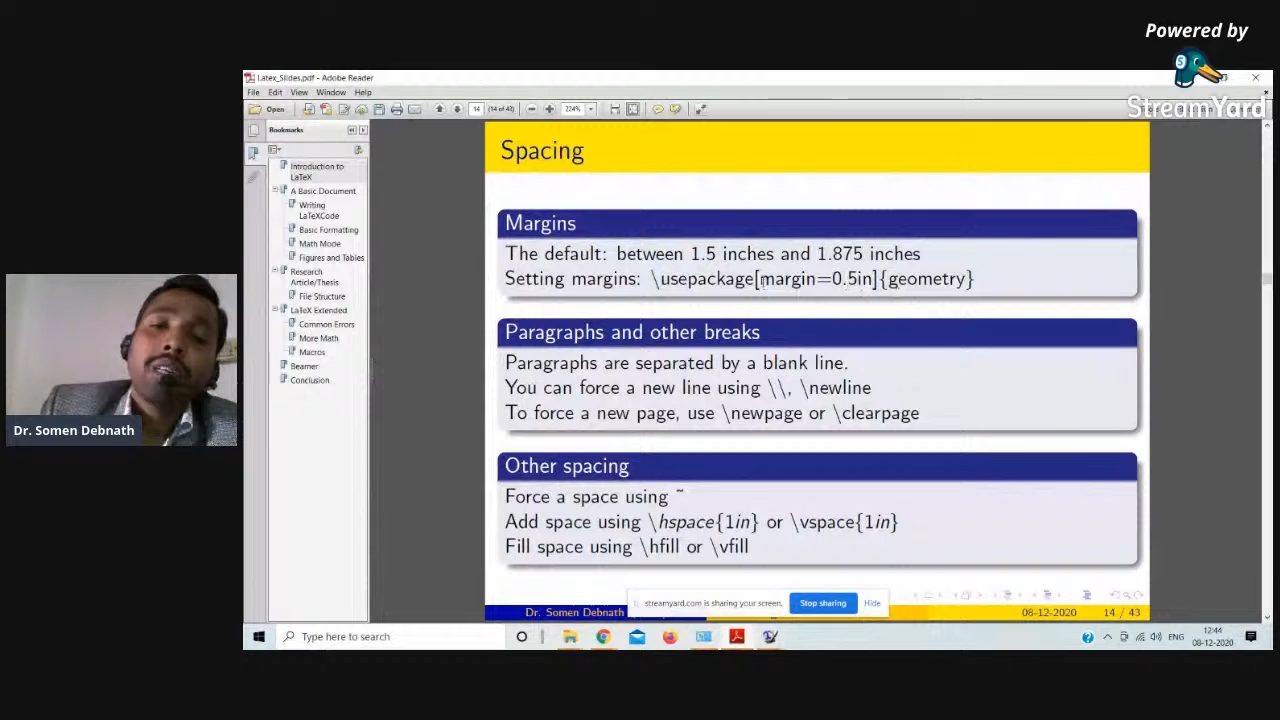 Powered by
StreamYard
Latex_Slides.pdf - Adobe Reader
File Edit View Window Help
Open
14 (14 of 43)
224%
Bookmarks
Introduction to
LaTeX
A Basic Document
Writing
LaTeXCode
Basic Formatting
Math Mode
Figures and Tables
Research
Article/Thesis
File Structure
LaTeX Extended
Common Errors
More Math
Macros
Beamer
Conclusion
Spacing
Margins
The default: between 1.5 inches and 1.875 inches
Setting margins: \usepackage[margin=0.5in]{geometry}
Paragraphs and other breaks
Paragraphs are separated by a blank line.
You can force a new line using \\, \newline
To force a new page, use \newpage or \clearpage
Other spacing
Force a space using ~
Add space using \hspace{1in} or \vspace{1in}
Fill space using \hfill or \vfill
Dr. Somen Debnath
08-12-2020 14 / 43
streamyard.com is sharing your screen. Stop sharing Hide
Type here to search
ENG
12:44
08-12-2020
Dr. Somen Debnath